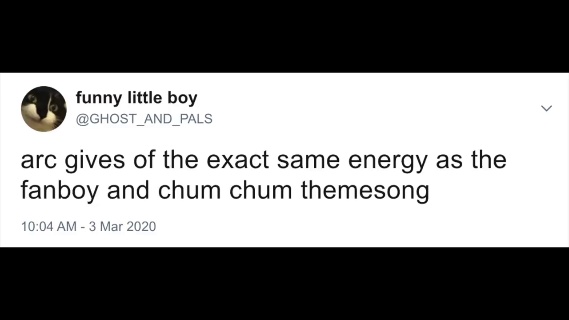 funny little boy
@GHOST_AND_PALS
arc gives of the exact same energy as the
fanboy and chum chum themesong
10:04 AM - 3 Mar 2020